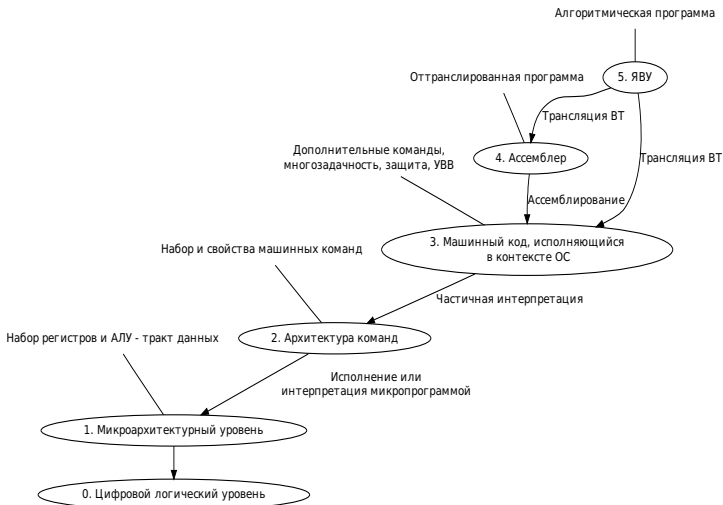 Алгоритмическая программа
5. ЯВУ
Оттранслированная программа
Трансляция ВТ
4. Ассемблер
Трансляция ВТ
Дополнительные команды,
многозадачность, защита, УВВ
Ассемблирование
3. Машинный код, исполняющийся
в контексте ОС
Набор и свойства машинных команд
Частичная интерпретация
2. Архитектура команд
Набор регистров и АЛУ - тракт данных
Исполнение или
интерпретация микропрограммой
1. Микроархитектурный уровень
0. Цифровой логический уровень